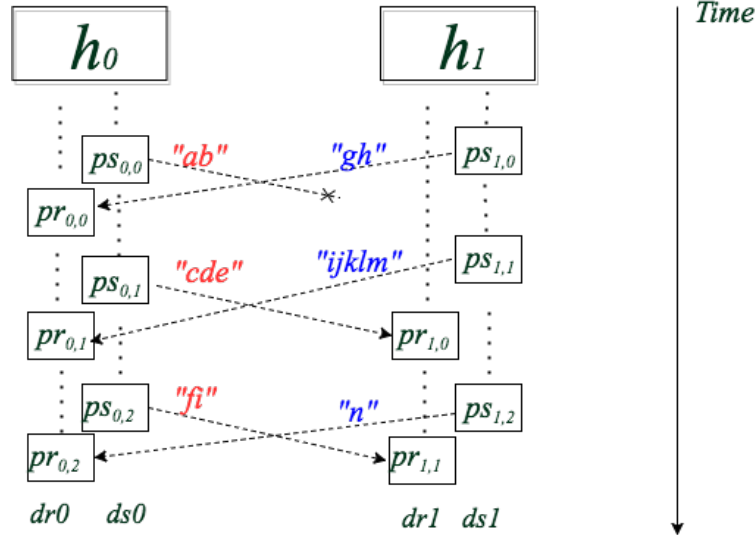 h0 h1 Time
ps0,0 "ab" "gh" ps1,0
pr0,0
ps0,1 "cde" "ijklm" ps1,1
pr0,1 pr1,0
ps0,2 "fi" "n" ps1,2
pr0,2 pr1,1
dr0 ds0 dr1 ds1